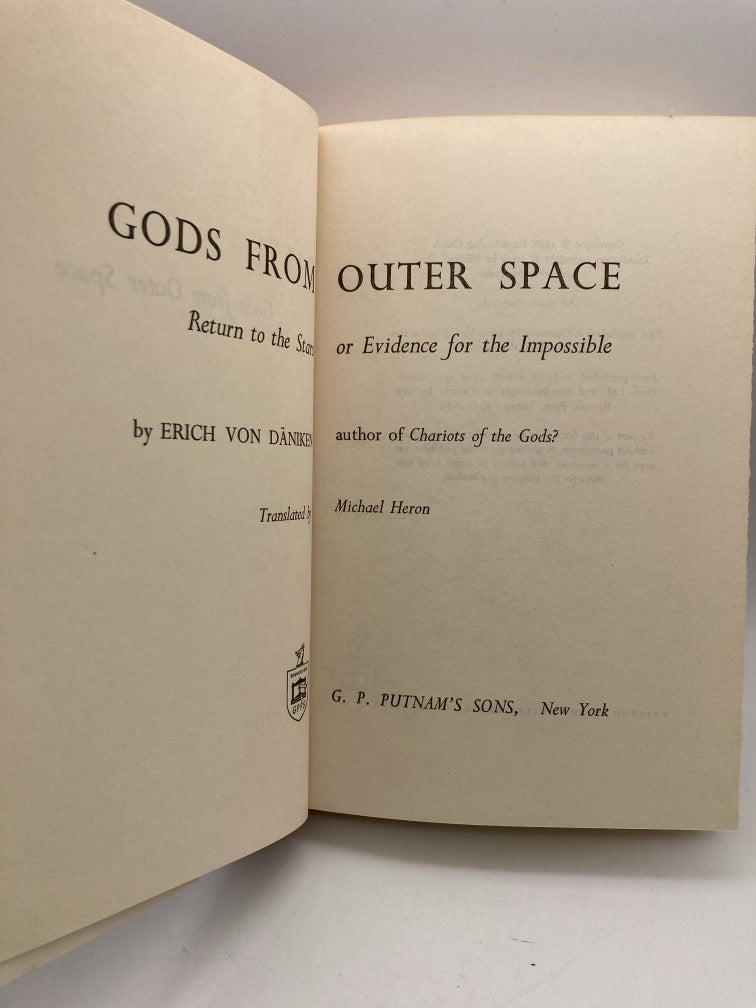 GODS FROM OUTER SPACE
Return to the Stars or Evidence for the Impossible
by ERICH VON DÄNIKEN author of Chariots of the Gods?
Translated by Michael Heron
GPPS
G. P. PUTNAM'S SONS, New York